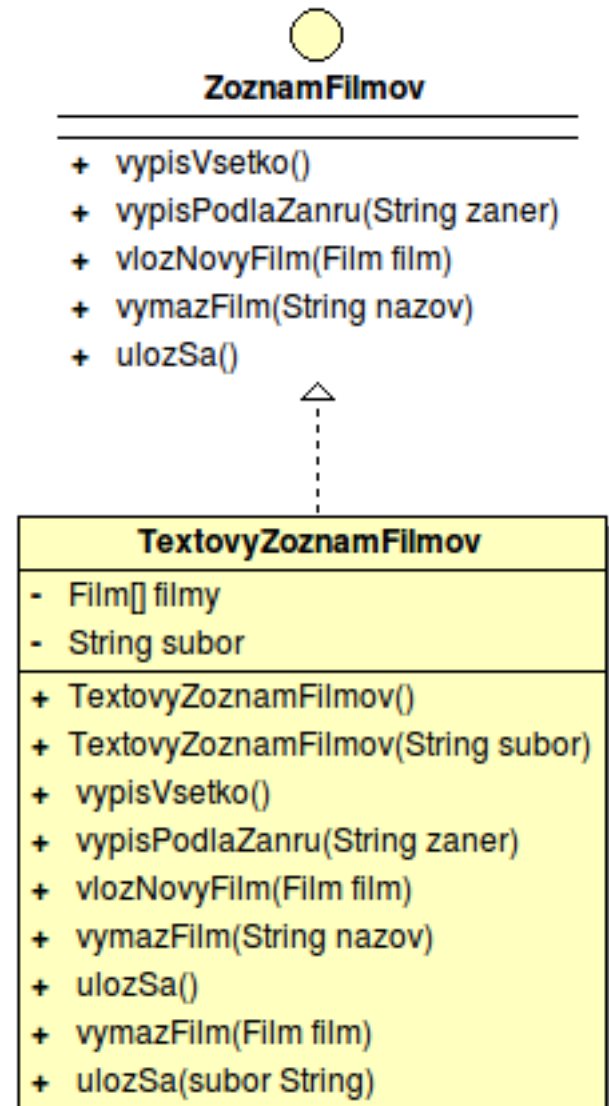 ZoznamFilmov
+ vypisVsetko()
+ vypisPodlaZanru(String zaner)
+ vlozNovyFilm(Film film)
+ vymazFilm(String nazov)
+ ulozSa()
TextovyZoznamFilmov
- Film[] filmy
- String subor
+ TextovyZoznamFilmov()
+ TextovyZoznamFilmov(String subor)
+ vypisVsetko()
+ vypisPodlaZanru(String zaner)
+ vlozNovyFilm(Film film)
+ vymazFilm(String nazov)
+ ulozSa()
+ vymazFilm(Film film)
+ ulozSa(subor String)